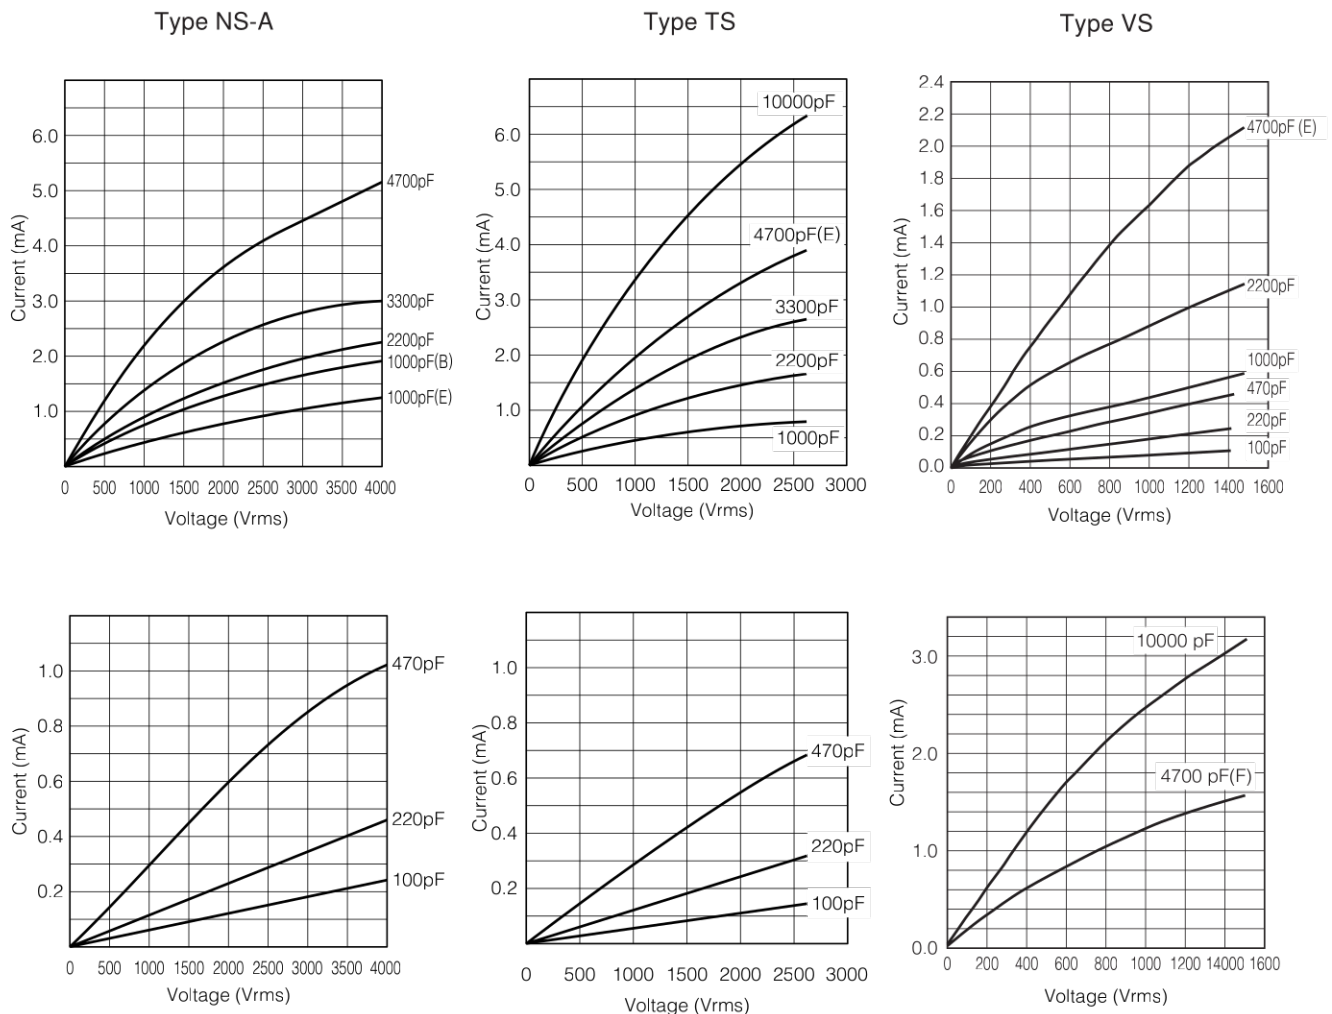 Type NS-A
Type TS
Type VS
6.0
5.0
4.0
3.0
2.0
1.0
Current (mA)
4700pF
3300pF
2200pF
1000pF(B)
1000pF(E)
0 500 1000 1500 2000 2500 3000 3500 4000
Voltage (Vrms)
6.0
5.0
4.0
3.0
2.0
1.0
Current (mA)
10000pF
4700pF(E)
3300pF
2200pF
1000pF
0 500 1000 1500 2000 2500 3000
Voltage (Vrms)
2.4
2.2
2.0
1.8
1.6
1.4
1.2
1.0
0.8
0.6
0.4
0.2
0.0
Current (mA)
4700pF (E)
2200pF
1000pF
470pF
220pF
100pF
0 200 400 600 800 1000 1200 1400 1600
Voltage (Vrms)
1.0
0.8
0.6
0.4
0.2
Current (mA)
470pF
220pF
100pF
0 500 1000 1500 2000 2500 3000 3500 4000
Voltage (Vrms)
1.0
0.8
0.6
0.4
0.2
Current (mA)
470pF
220pF
100pF
0 500 1000 1500 2000 2500 3000
Voltage (Vrms)
3.0
2.0
1.0
0.0
Current (mA)
10000 pF
4700 pF(F)
0 200 400 600 800 1000 1200 14000 1600
Voltage (Vrms)